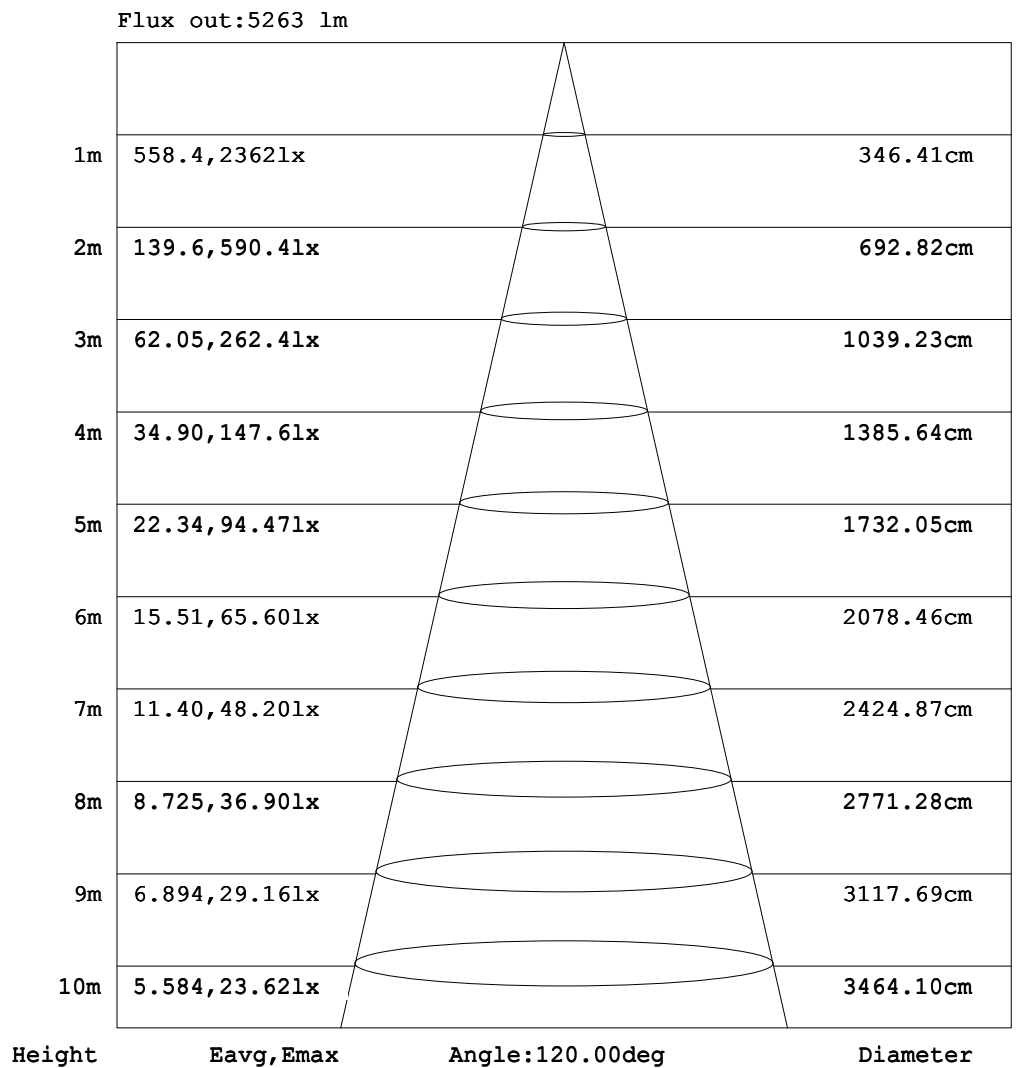 Flux out:5263 lm
1m 558.4,2362lx 346.41cm
2m 139.6,590.4lx 692.82cm
3m 62.05,262.4lx 1039.23cm
4m 34.90,147.6lx 1385.64cm
5m 22.34,94.47lx 1732.05cm
6m 15.51,65.60lx 2078.46cm
7m 11.40,48.20lx 2424.87cm
8m 8.725,36.90lx 2771.28cm
9m 6.894,29.16lx 3117.69cm
10m 5.584,23.62lx 3464.10cm
Height Eavg,Emax Angle:120.00deg Diameter